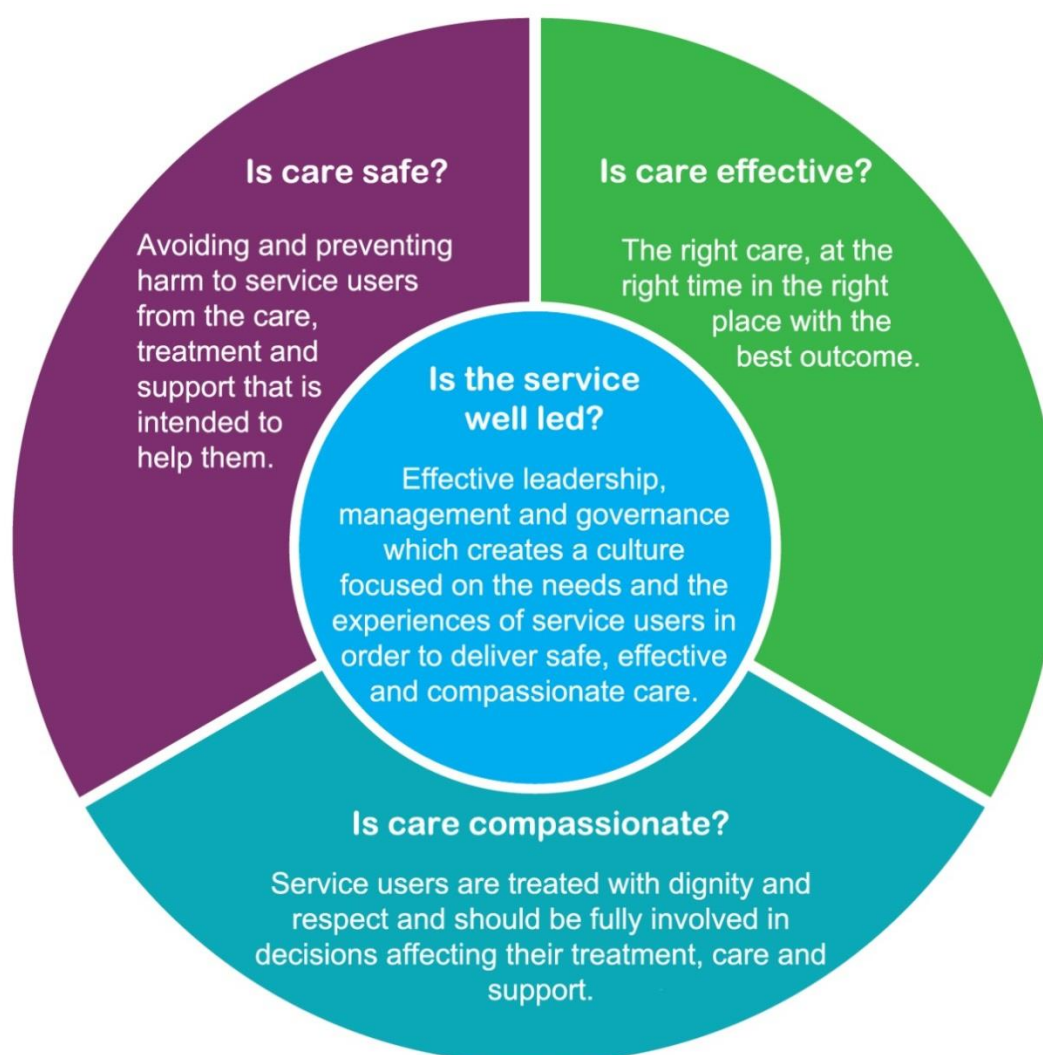 Is care safe?
Avoiding and preventing
harm to service users
from the care,
treatment and
support that is
intended to
help them.
Is care effective?
The right care, at the
right time in the right
place with the
best outcome.
Is the service
well led?
Effective leadership,
management and governance
which creates a culture
focused on the needs and the
experiences of service users in
order to deliver safe, effective
and compassionate care.
Is care compassionate?
Service users are treated with dignity and
respect and should be fully involved in
decisions affecting their treatment, care and
support.